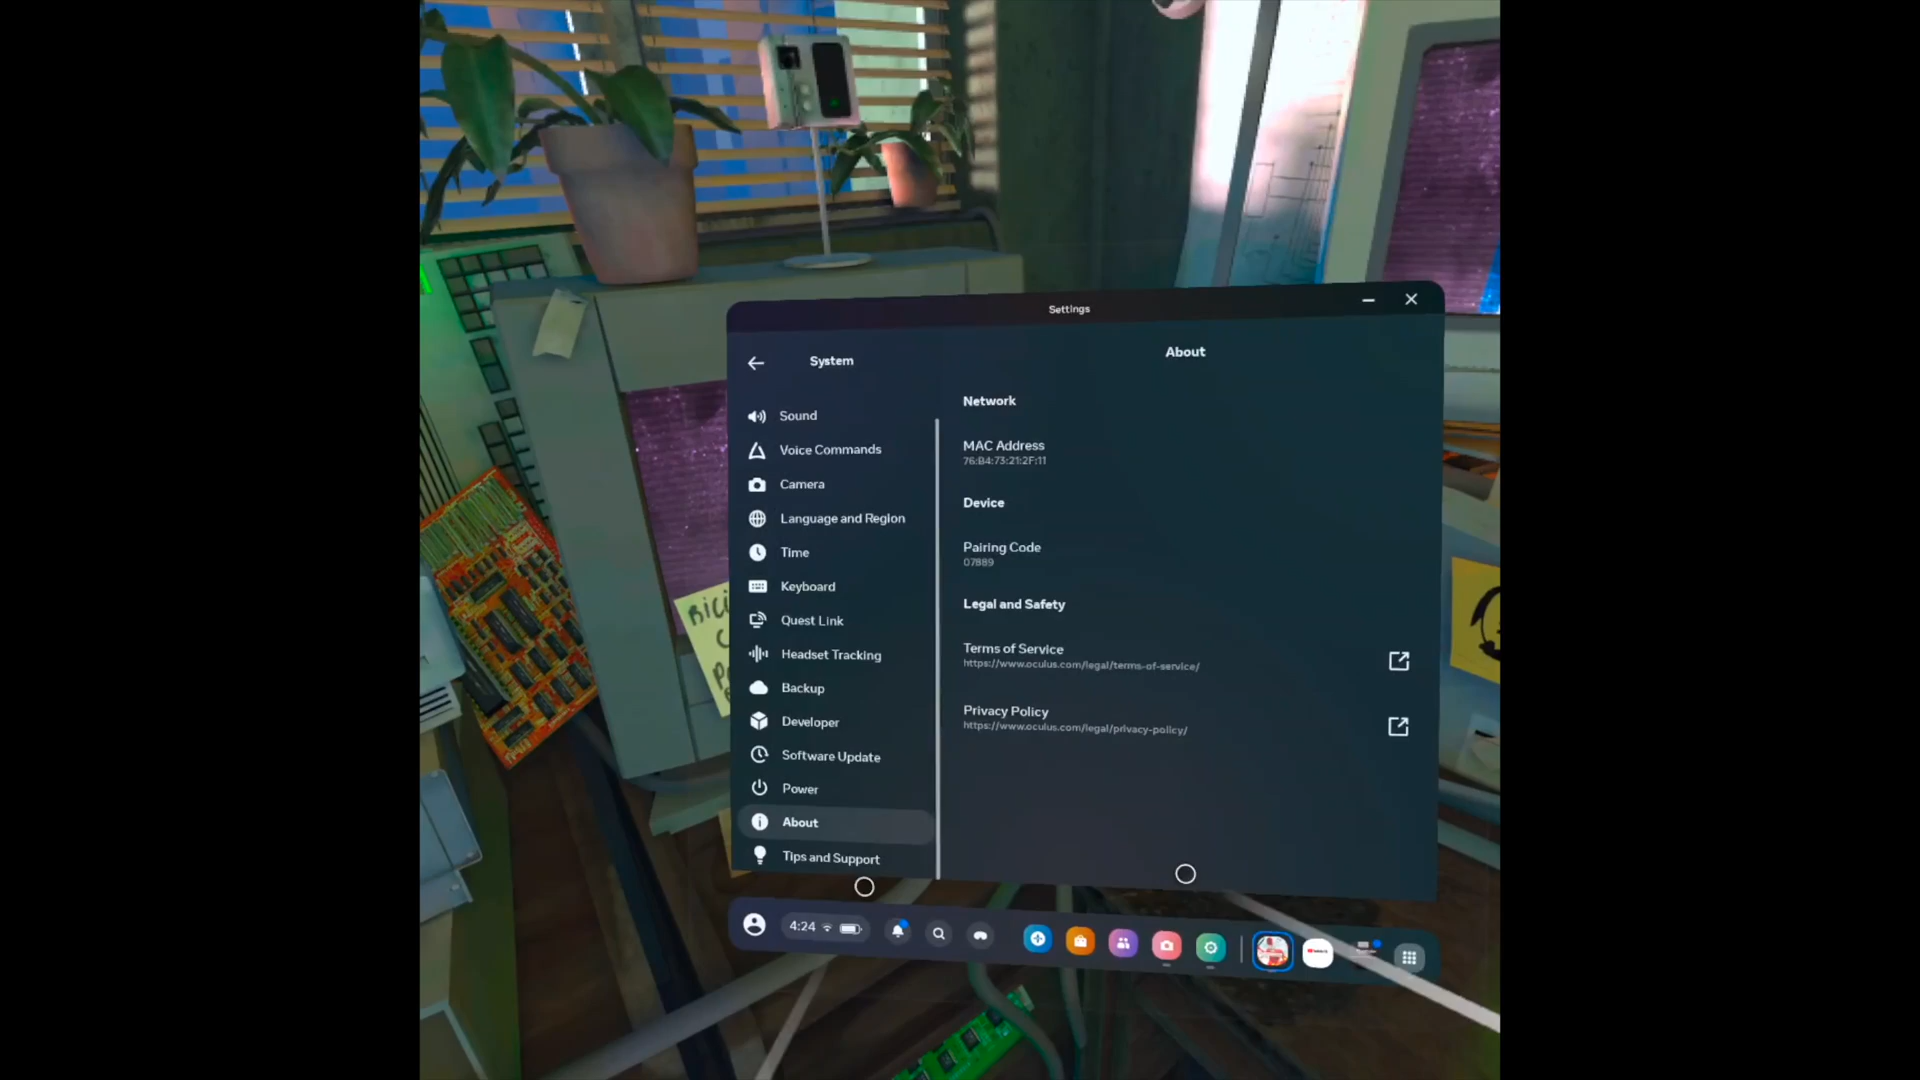 Settings
System
About
Sound
Voice Commands
Camera
Language and Region
Time
Keyboard
Quest Link
Headset Tracking
Backup
Developer
Software Update
Power
About
Tips and Support
Network
MAC Address
76:B4:73:21:2F:11
Device
Pairing Code
07889
Legal and Safety
Terms of Service
https://www.oculus.com/legal/terms-of-service/
Privacy Policy
https://www.oculus.com/legal/privacy-policy/
4:24